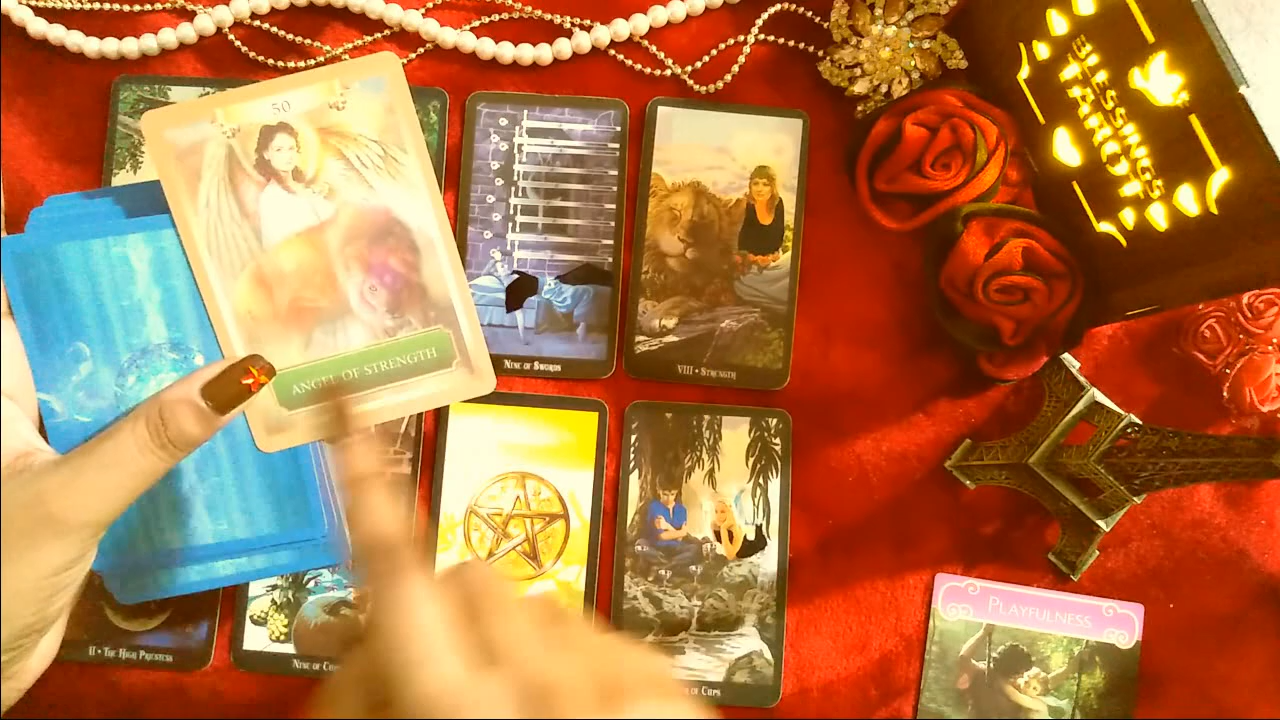 50
ANGEL OF STRENGTH
NINE OF SWORDS
VIII • STRENGTH
BLESSINGS
TAROT
II • THE HIGH PRIESTESS
NINE OF
OF CUPS
PLAYFULNESS